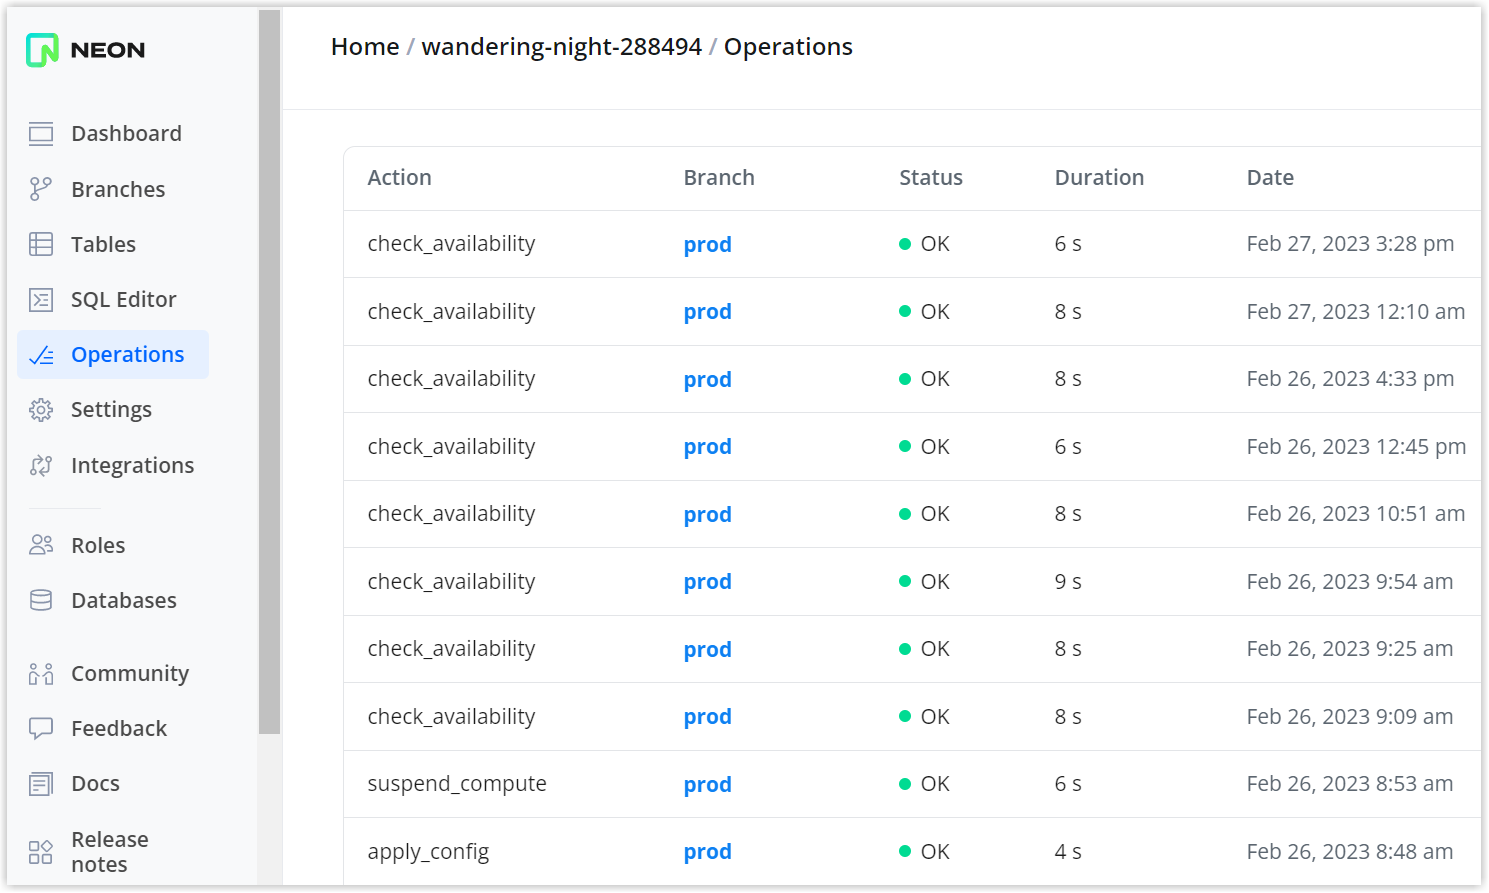 NEON
Dashboard
Branches
Tables
SQL Editor
Operations
Settings
Integrations
Roles
Databases
Community
Feedback
Docs
Release
notes
Home / wandering-night-288494 / Operations
Action Branch Status Duration Date
check_availability prod OK 6 s Feb 27, 2023 3:28 pm
check_availability prod OK 8 s Feb 27, 2023 12:10 am
check_availability prod OK 8 s Feb 26, 2023 4:33 pm
check_availability prod OK 6 s Feb 26, 2023 12:45 pm
check_availability prod OK 8 s Feb 26, 2023 10:51 am
check_availability prod OK 9 s Feb 26, 2023 9:54 am
check_availability prod OK 8 s Feb 26, 2023 9:25 am
check_availability prod OK 8 s Feb 26, 2023 9:09 am
suspend_compute prod OK 6 s Feb 26, 2023 8:53 am
apply_config prod OK 4 s Feb 26, 2023 8:48 am